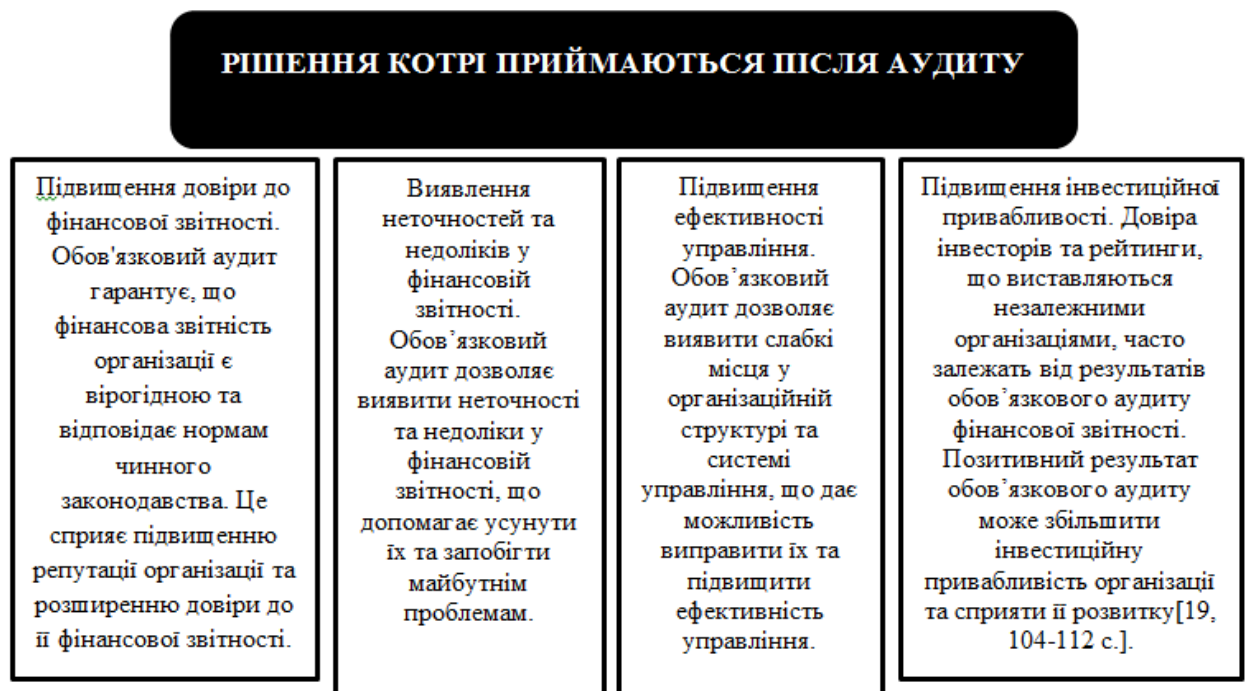 РІШЕННЯ КОТРІ ПРИЙМАЮТЬСЯ ПІСЛЯ АУДИТУ
Підвищення довіри до
фінансової звітності.
Обов'язковий аудит
гарантує, що
фінансова звітність
організації є
вірогідною та
відповідає нормам
чинного
законодавства. Це
сприяє підвищенню
репутації організації та
розширенню довіри до
її фінансової звітності.
Виявлення
неточностей та
недоліків у
фінансовій
звітності.
Обов’язковий
аудит дозволяє
виявити неточності
та недоліки у
фінансовій
звітності, що
допомагає усунути
їх та запобігти
майбутнім
проблемам.
Підвищення
ефективності
управління.
Обов’язковий
аудит дозволяє
виявити слабкі
місця у
організаційній
структурі та
системі
управління, що дає
можливість
виправити їх та
підвищити
ефективність
управління.
Підвищення інвестиційної
привабливості. Довіра
інвесторів та рейтинги,
що виставляються
незалежними
організаціями, часто
залежать від результатів
обов’язкового аудиту
фінансової звітності.
Позитивний результат
обов’язкового аудиту
може збільшити
інвестиційну
привабливість організації
та сприяти її розвитку[19,
104-112 с.].